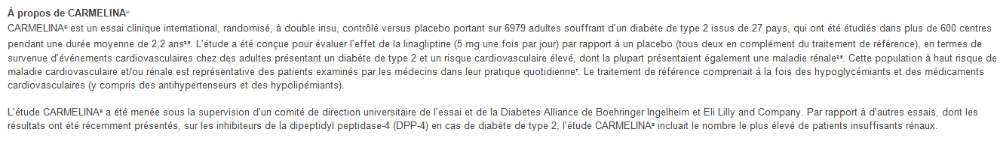 À propos de CARMELINA
CARMELINA® est un essai clinique international, randomisé, à double insu, contrôlé versus placebo portant sur 6979 adultes souffrant d'un diabète de type 2 issus de 27 pays, qui ont été étudiés dans plus de 600 centres
pendant une durée moyenne de 2,2 ans. L'étude a été conçue pour évaluer l'effet de la linagliptine (5 mg une fois par jour) par rapport à un placebo (tous deux en complément du traitement de référence), en termes de
survenue d'événements cardiovasculaires chez des adultes présentant un diabète de type 2 et un risque cardiovasculaire élevé, dont la plupart présentaient également une maladie rénale. Cette population à haut risque de
maladie cardiovasculaire et/ou rénale est représentative des patients examinés par les médecins dans leur pratique quotidienne. Le traitement de référence comprenait à la fois des hypoglycémiants et des médicaments
cardiovasculaires (y compris des antihypertenseurs et des hypolipémiants).
L'étude CARMELINA® a été menée sous la supervision d'un comité de direction universitaire de l'essai et de la Diabetes Alliance de Boehringer Ingelheim et Eli Lilly and Company. Par rapport à d'autres essais, dont les
résultats ont été récemment présentés, sur les inhibiteurs de la dipeptidyl peptidase-4 (DPP-4) en cas de diabète de type 2, l'étude CARMELINA® incluait le nombre le plus élevé de patients insuffisants rénaux.